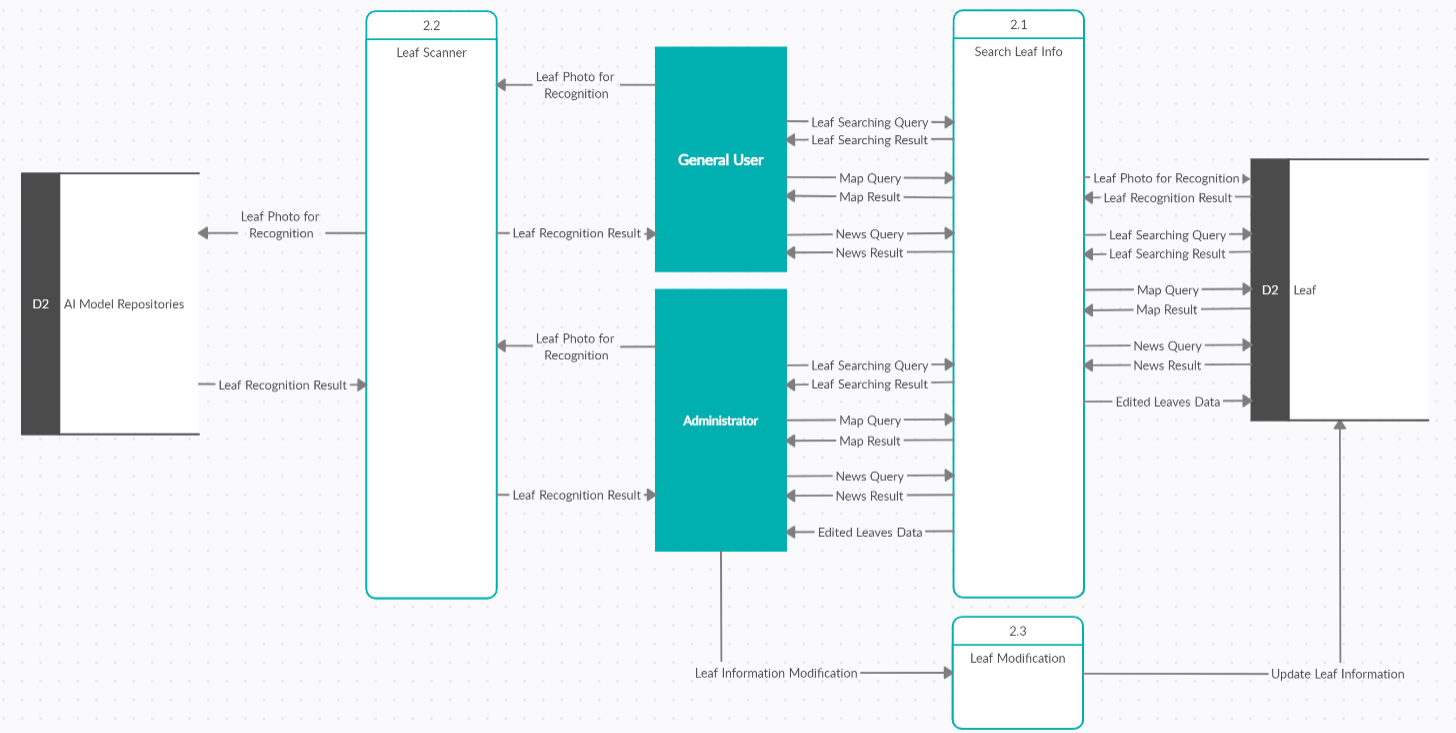 2.2
Leaf Scanner
2.1
Search Leaf Info
Leaf Photo for
Recognition
General User
Leaf Searching Query
Leaf Searching Result
Map Query
Map Result
News Query
News Result
Leaf Recognition Result
Leaf Photo for
Recognition
D2
AI Model Repositories
Leaf Recognition Result
Leaf Photo for
Recognition
Administrator
Leaf Recognition Result
Leaf Searching Query
Leaf Searching Result
Map Query
Map Result
News Query
News Result
Edited Leaves Data
Leaf Photo for Recognition
Leaf Recognition Result
Leaf Searching Query
Leaf Searching Result
Map Query
Map Result
News Query
News Result
Edited Leaves Data
D2
Leaf
2.3
Leaf Modification
Leaf Information Modification
Update Leaf Information